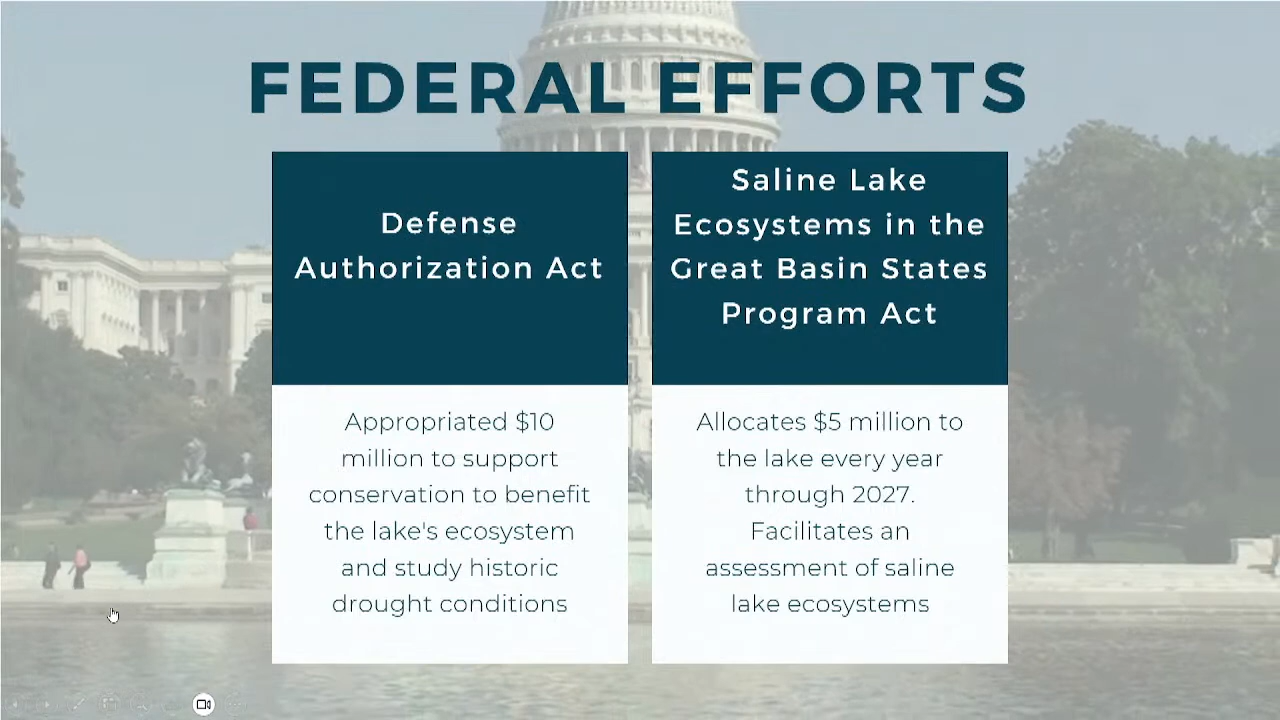 FEDERAL EFFORTS
Defense
Authorization Act
Appropriated $10
million to support
conservation to benefit
the lake's ecosystem
and study historic
drought conditions
Saline Lake
Ecosystems in the
Great Basin States
Program Act
Allocates $5 million to
the lake every year
through 2027.
Facilitates an
assessment of saline
lake ecosystems